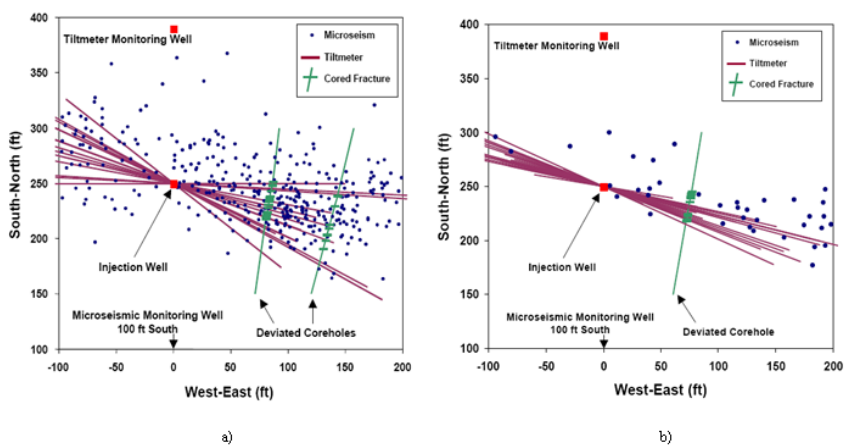 400
350
300
250
200
150
100
South-North (ft)
Tiltmeter Monitoring Well
Microseism
Tiltmeter
Cored Fracture
Injection Well
Microseismic Monitoring Well
100 ft South
Deviated Coreholes
-100 -50 0 50 100 150 200
West-East (ft)
a)
400
350
300
250
200
150
100
South-North (ft)
Tiltmeter Monitoring Well
Microseism
Tiltmeter
Cored Fracture
Injection Well
Microseismic Monitoring Well
100 ft South
Deviated Corehole
-100 -50 0 50 100 150 200
West-East (ft)
b)